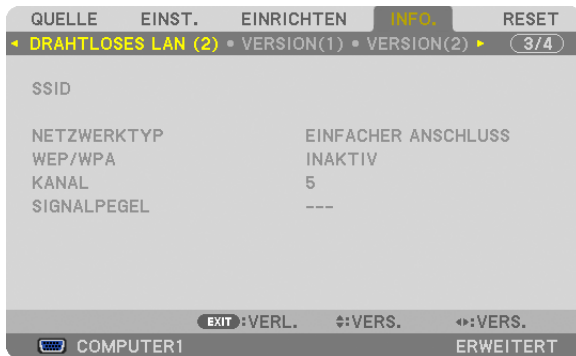 QUELLE EINST. EINRICHTEN INFO. RESET
DRAHTLOSES LAN (2) • VERSION(1) • VERSION(2) 3/4
SSID
NETZWERKTYP EINFACHER ANSCHLUSS
WEP/WPA INAKTIV
KANAL 5
SIGNALPEGEL ---
EXIT :VERL. :VERS. :VERS.
COMPUTER1 ERWEITERT